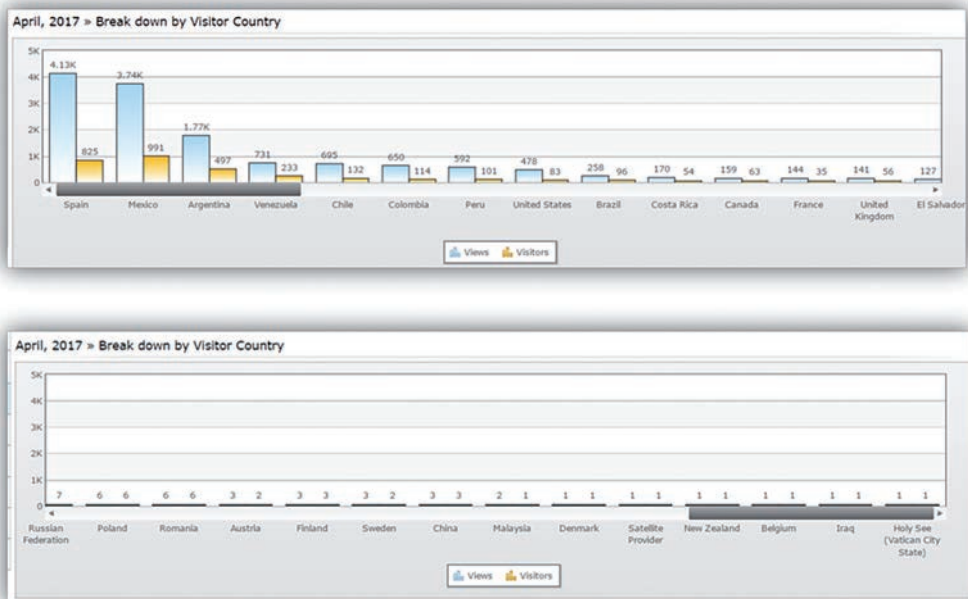 April, 2017 » Break down by Visitor Country
5K
4.13K
4K
3.74K
3K
2K
1.77K
1K
825
991
497
731
233
695
132
650
114
592
101
478
83
258
96
170
54
159
63
144
35
141
56
127
0
Spain Mexico Argentina Venezuela Chile Colombia Peru United States Brazil Costa Rica Canada France United Kingdom El Salvador
Views Visitors
April, 2017 » Break down by Visitor Country
5K
4K
3K
2K
1K
7 6 6 6 6 3 2 3 3 3 2 3 3 2 1 1 1 1 1 1 1 1 1 1 1 1 1
0
Russian Federation Poland Romania Austria Finland Sweden China Malaysia Denmark Satellite Provider New Zealand Belgium Iraq Holy See (Vatican City State)
Views Visitors